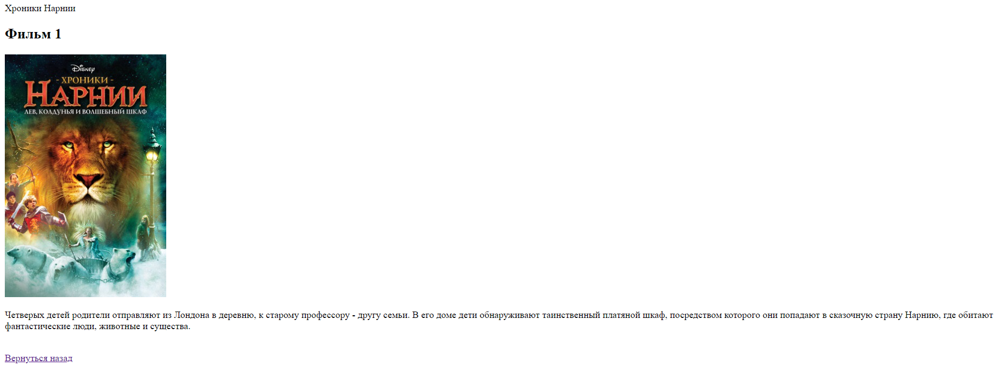 Хроники Нарнии
Фильм 1
Disney
- ХРОНИКИ -
НАРНИИ
ЛЕВ, КОЛДУНЬЯ И ВОЛШЕБНЫЙ ШКАФ
Четверых детей родители отправляют из Лондона в деревню, к старому профессору - другу семьи. В его доме дети обнаруживают таинственный платяной шкаф, посредством которого они попадают в сказочную страну Нарнию, где обитают
фантастические люди, животные и существа.
Вернуться назад